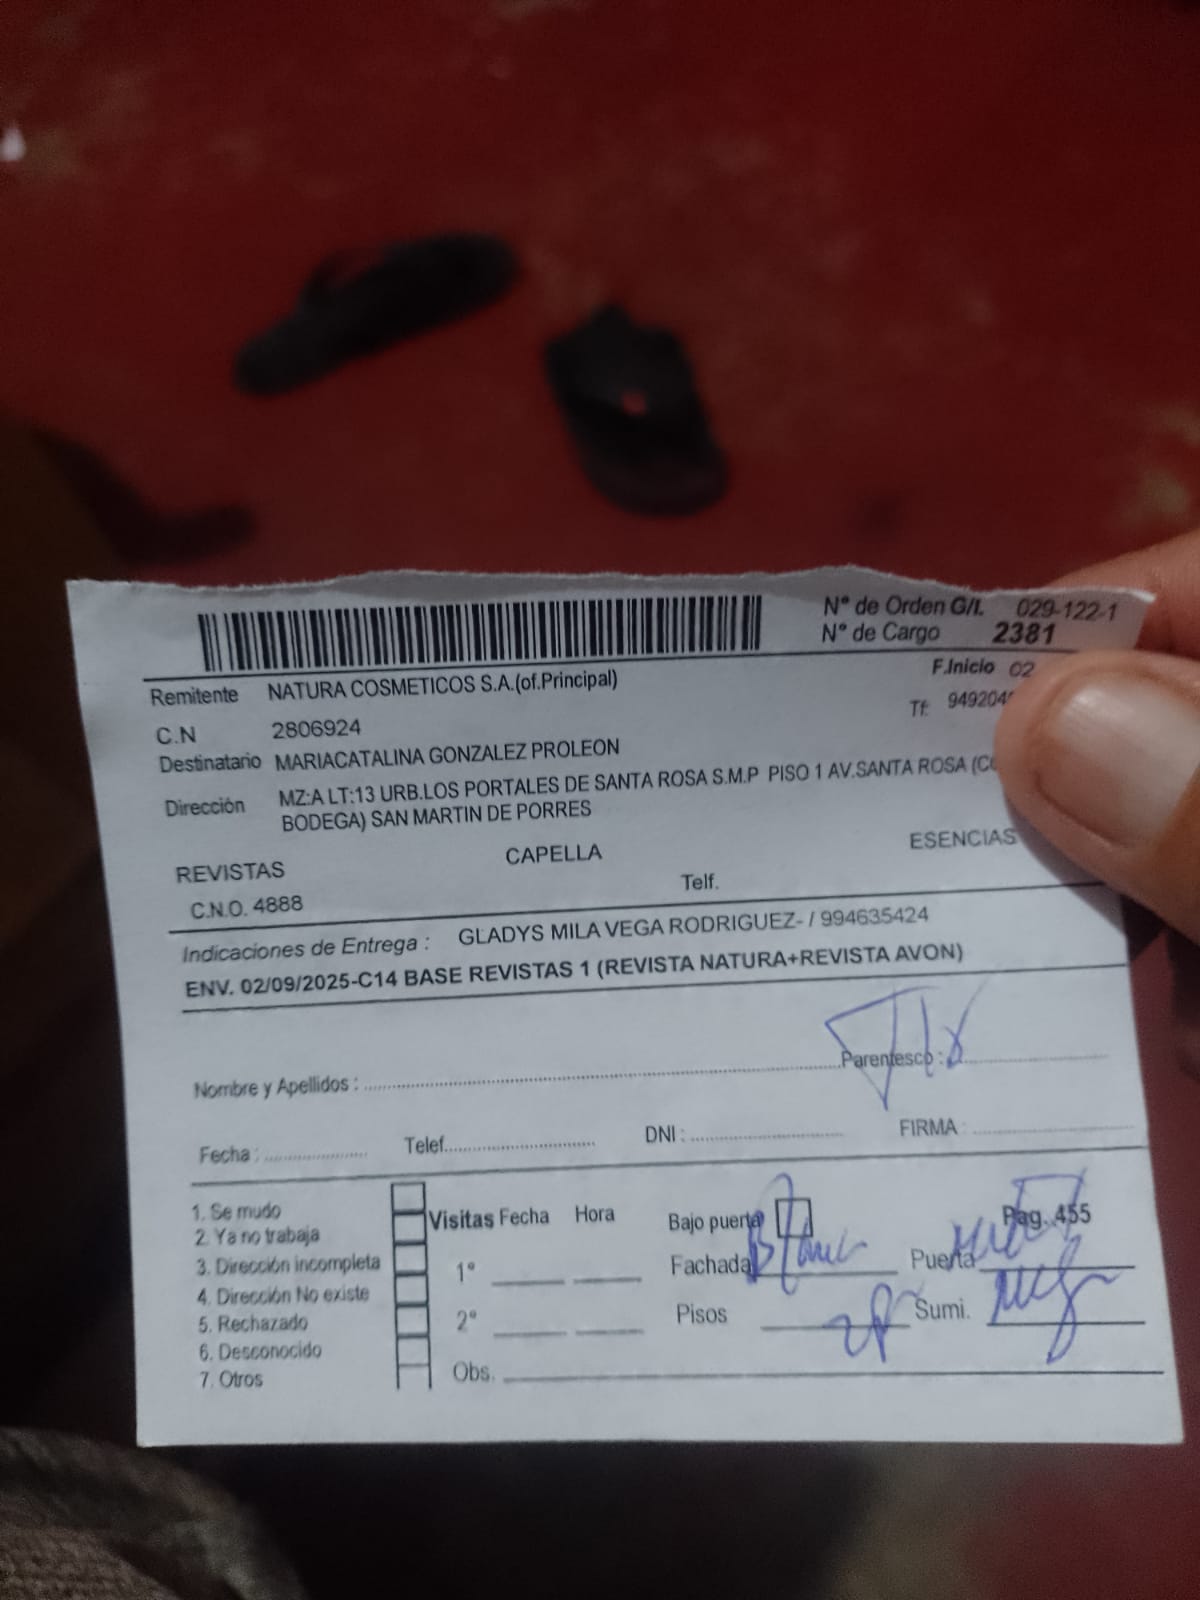 N° de Orden G/L 029-122-1
N° de Cargo 2381
F.Inicio 02
Remitente NATURA COSMETICOS S.A.(of.Principal)
Tf: 94920
C.N 2806924
Destinatario MARIACATALINA GONZALEZ PROLEON
Dirección MZ:A LT:13 URB.LOS PORTALES DE SANTA ROSA S.M.P PISO 1 AV.SANTA ROSA
BODEGA) SAN MARTIN DE PORRES
REVISTAS CAPELLA ESENCIAS
C.N.O. 4888 Telf.
Indicaciones de Entrega : GLADYS MILA VEGA RODRIGUEZ- / 994635424
ENV. 02/09/2025-C14 BASE REVISTAS 1 (REVISTA NATURA+REVISTA AVON)
Nombre y Apellidos : Parentesco :
Fecha : Telef. DNI : FIRMA :
1. Se mudo
2. Ya no trabaja
3. Dirección incompleta
4. Dirección No existe
5. Rechazado
6. Desconocido
7. Otros
Visitas Fecha Hora
1°
2°
Obs.
Bajo puerta Pag. 455
Fachada Puerta
Pisos Sumi.